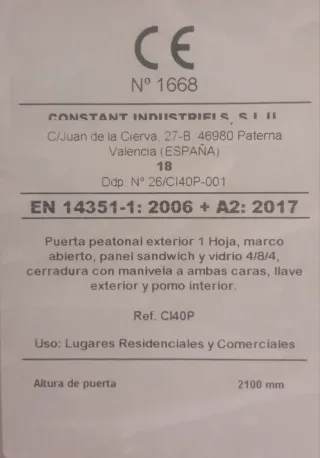 CE
Nº 1668
CONSTANT INDUSTRIELS, S.L.U.
C/Juan de la Cierva, 27-B 46980 Paterna
Valencia (ESPAÑA)
18
Ddp. Nº 26/CI40P-001
EN 14351-1: 2006 + A2: 2017
Puerta peatonal exterior 1 Hoja, marco
abierto, panel sandwich y vidrio 4/8/4,
cerradura con manivela a ambas caras, llave
exterior y pomo interior.
Ref. CI40P
Uso: Lugares Residenciales y Comerciales
Altura de puerta 2100 mm